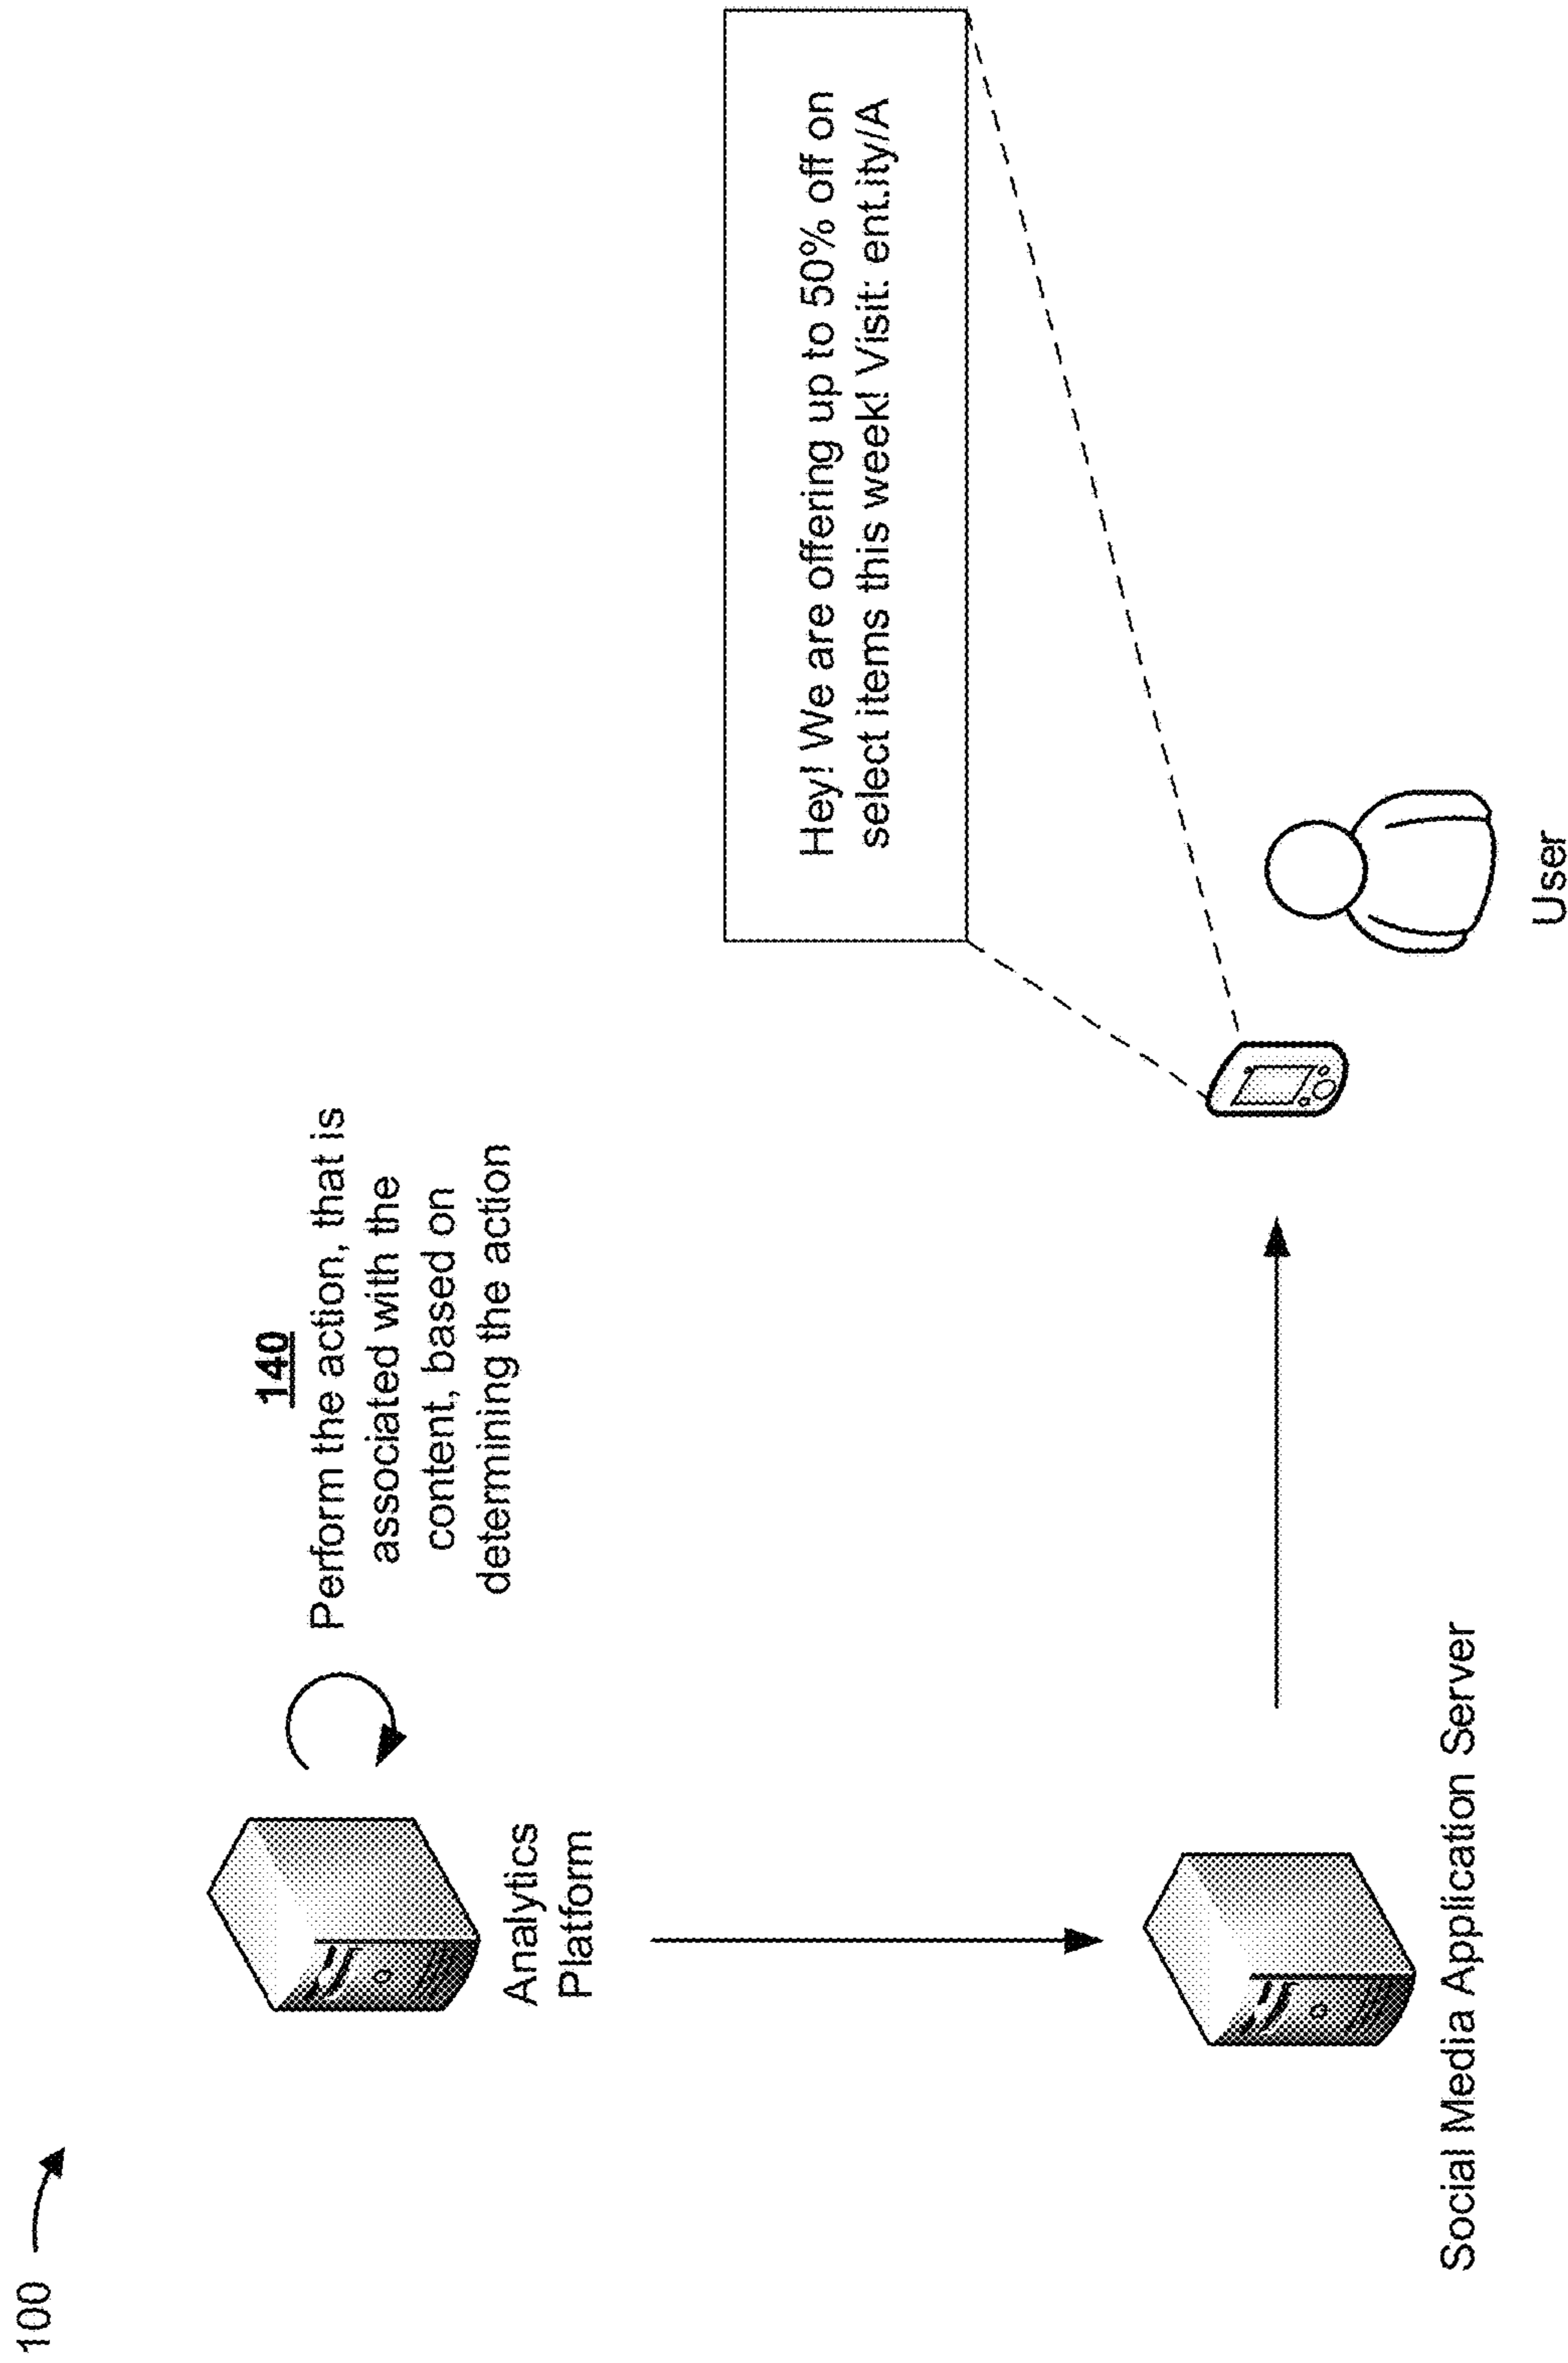 100
140
Perform the action, that is
associated with the
content, based on
determining the action
Analytics
Platform
Hey! We are offering up to 50% off on
select items this week! Visit: ent.ity/A
User
Social Media Application Server